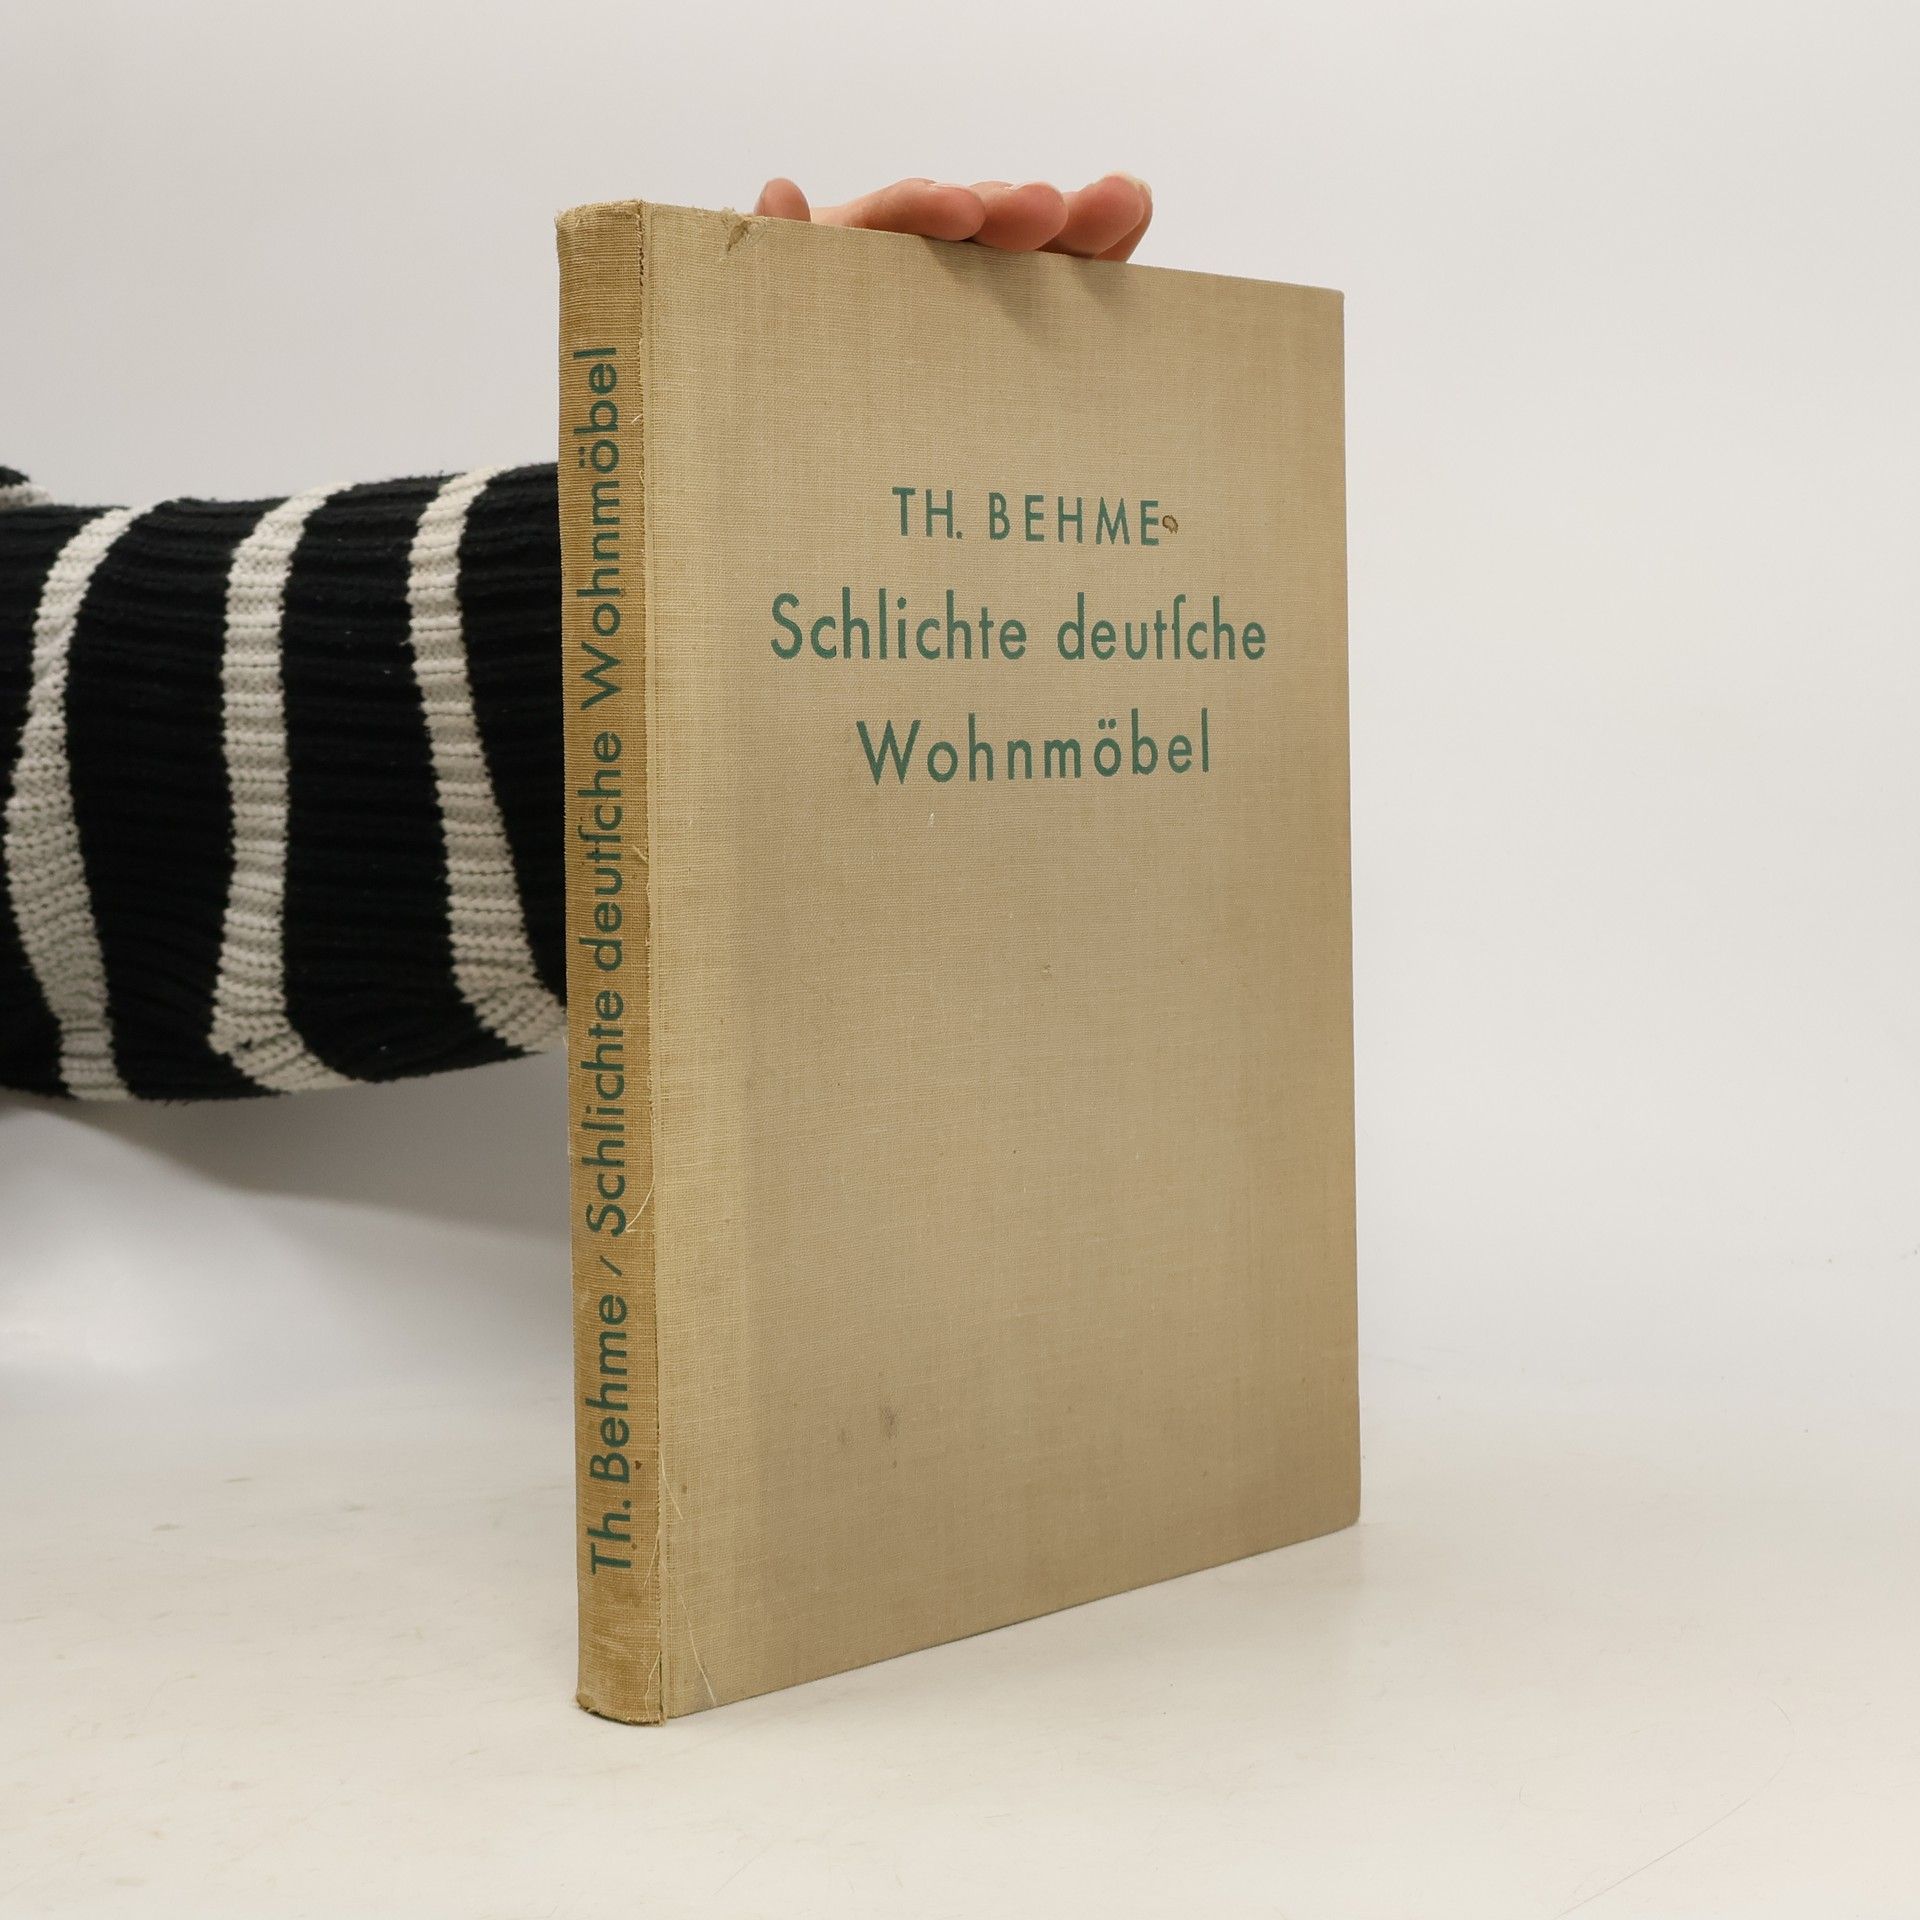 Th. Behme / Schlichte deutſche Wohnmöbel
TH. BEHME
Schlichte deutſche
Wohnmöbel